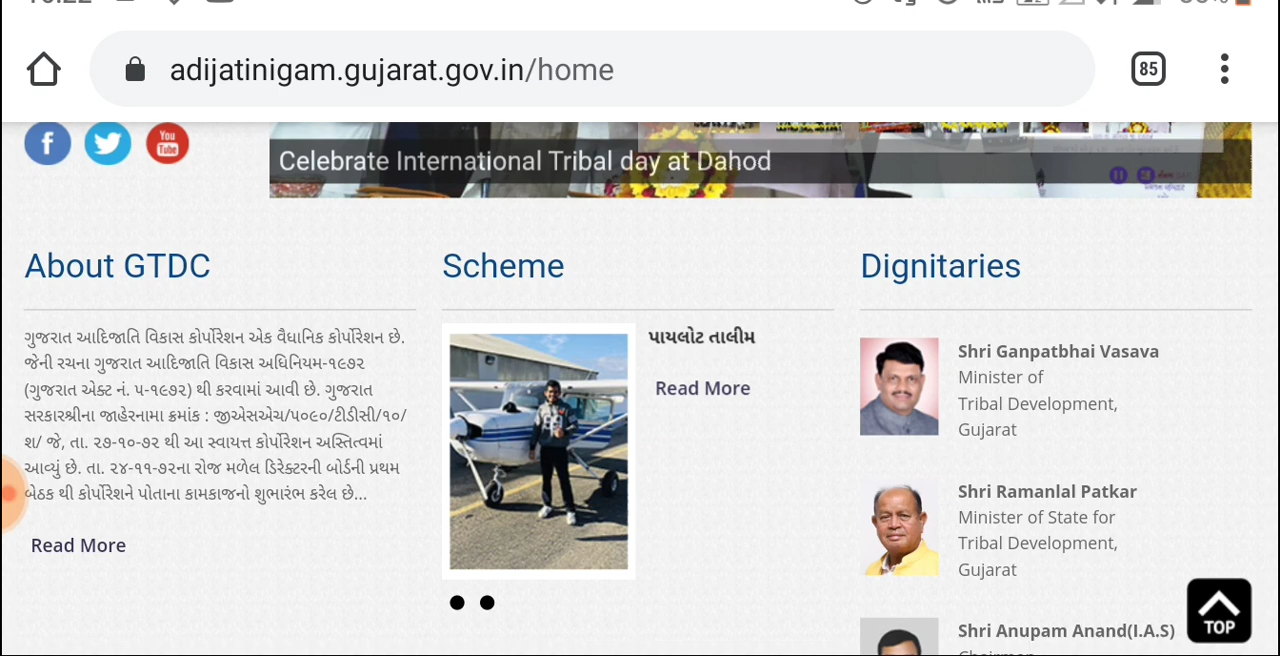 adijatinigam.gujarat.gov.in/home
85
f
You
Tube
Celebrate International Tribal day at Dahod
About GTDC
ગુજરાત આદિજાતિ વિકાસ કોર્પોરેશન એક વૈધાનિક કોર્પોરેશન છે.
જેની રચના ગુજરાત આદિજાતિ વિકાસ અધિનિયમ-૧૯૭૨
(ગુજરાત એક્ટ નં. ૫-૧૯૭૨) થી કરવામાં આવી છે. ગુજરાત
સરકારશ્રીના જાહેરનામા ક્રમાંક : જીએસએચ/૫૦૯૦/ટીડીસી/૧૦/
શ/ જે, તા. ૨૭-૧૦-૭૨ થી આ સ્વાયત્ત કોર્પોરેશન અસ્તિત્વમાં
આવ્યું છે. તા. ૨૪-૧૧-૭૨ના રોજ મળેલ ડિરેક્ટરની બોર્ડની પ્રથમ
બેઠક થી કોર્પોરેશને પોતાના કામકાજનો શુભારંભ કરેલ છે...
Read More
Scheme
પાયલોટ તાલીમ
Read More
Dignitaries
Shri Ganpatbhai Vasava
Minister of
Tribal Development,
Gujarat
Shri Ramanlal Patkar
Minister of State for
Tribal Development,
Gujarat
Shri Anupam Anand(I.A.S)
TOP